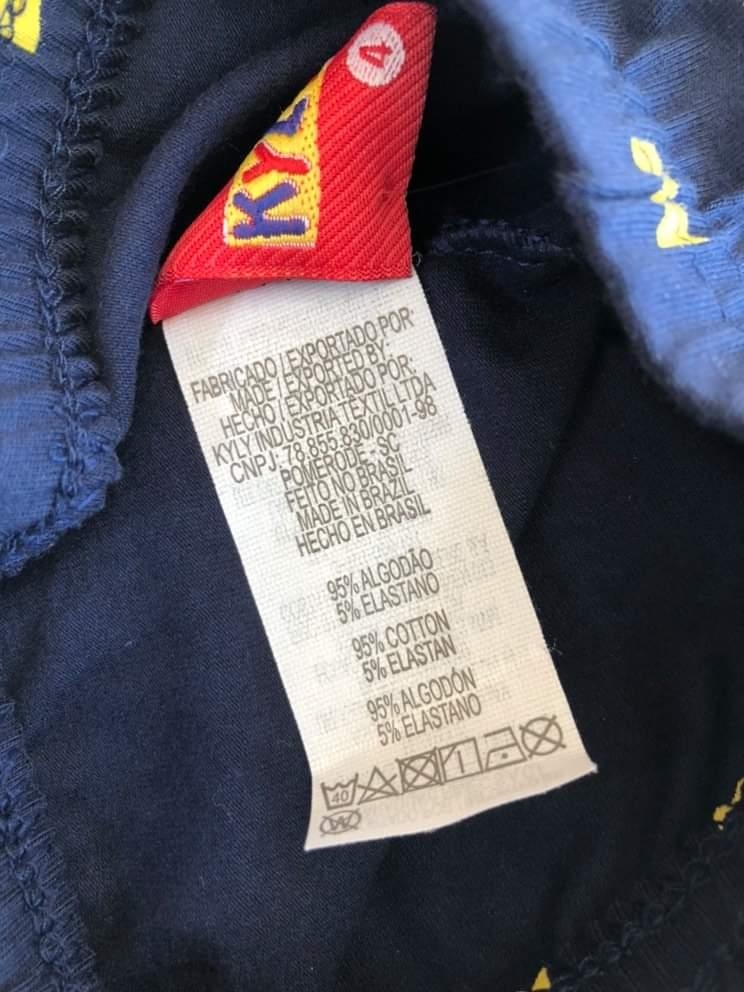 4
KYL
FABRICADO / EXPORTADO POR
MADE / EXPORTED BY:
HECHO / EXPORTADO POR:
KYLY INDUSTRIA TEXTIL LTDA
CNPJ: 78.855.830/0001-98
POMERODE - SC
FEITO NO BRASIL
MADE IN BRAZIL
HECHO EN BRASIL
95% ALGODÃO
5% ELASTANO
95% COTTON
5% ELASTAN
95% ALGODÓN
5% ELASTANO
40
W